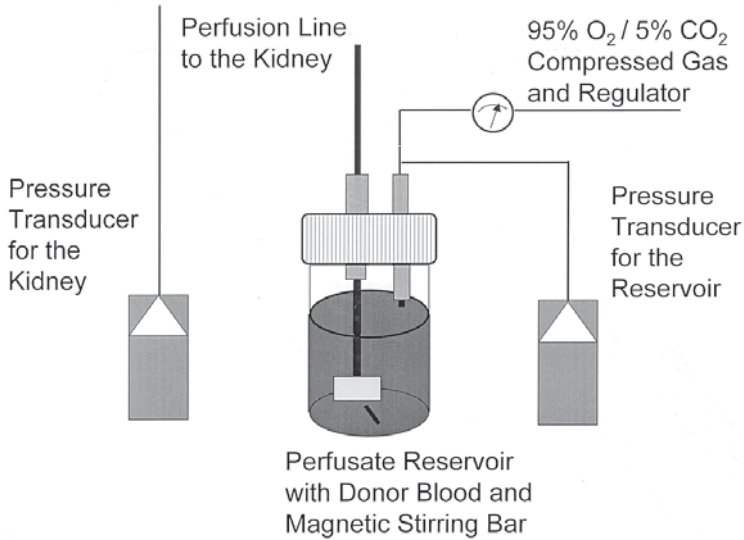 Perfusion Line
to the Kidney
95% O₂ / 5% CO₂
Compressed Gas
and Regulator
Pressure
Transducer
for the
Kidney
Pressure
Transducer
for the
Reservoir
Perfusate Reservoir
with Donor Blood and
Magnetic Stirring Bar